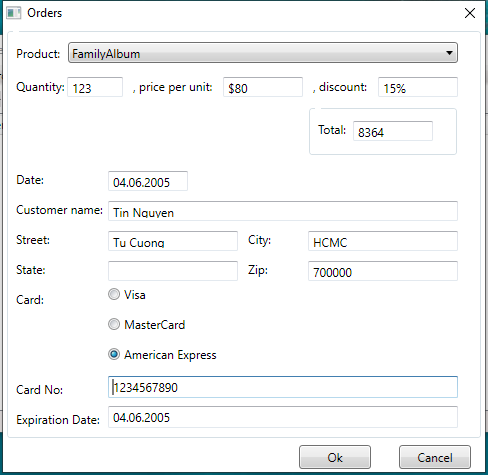 Orders
Product: FamilyAlbum
Quantity: 123 , price per unit: $80 , discount: 15%
Total: 8364
Date: 04.06.2005
Customer name: Tin Nguyen
Street: Tu Cuong City: HCMC
State: Zip: 700000
Card: Visa
MasterCard
American Express
Card No: 1234567890
Expiration Date: 04.06.2005
Ok Cancel